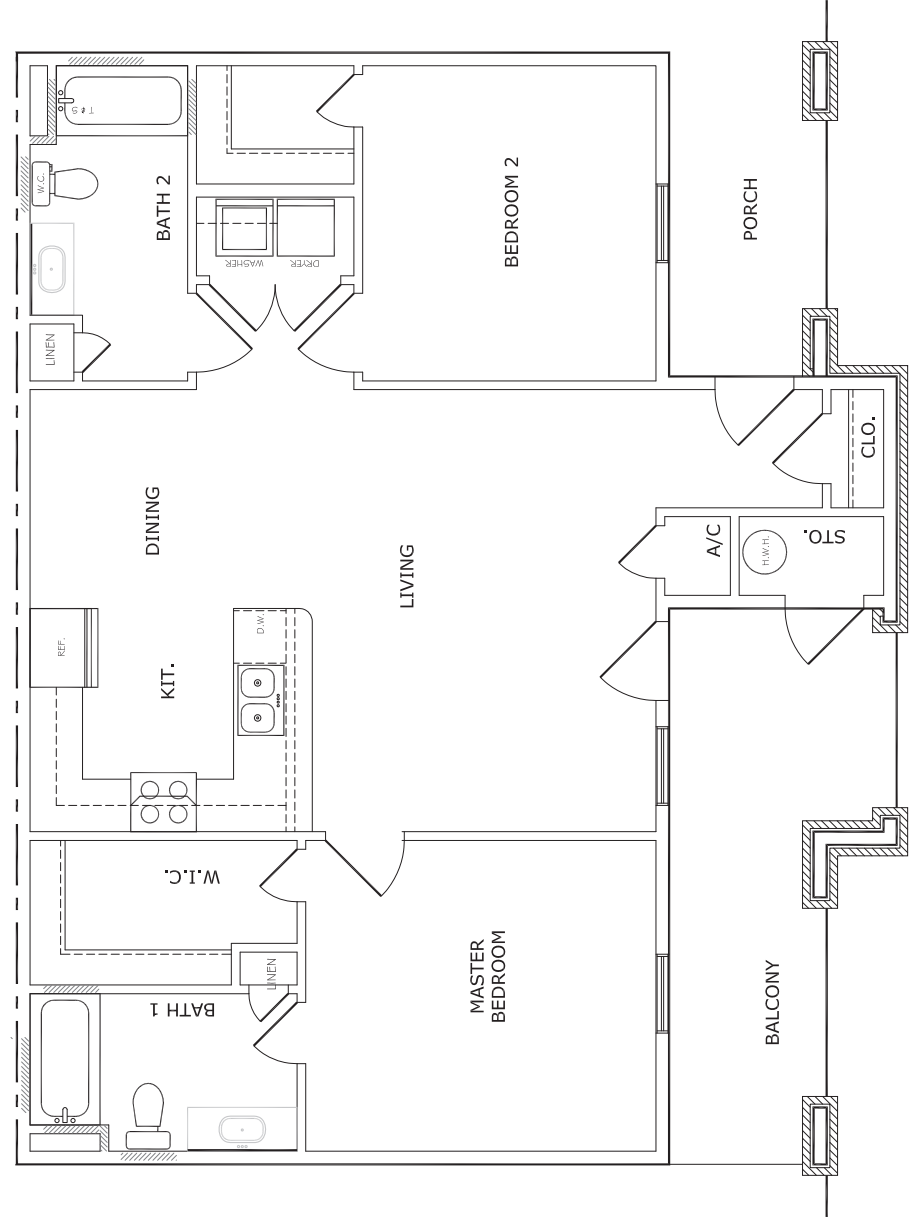 T & S
W.C.
BATH 2
WASHER
DRYER
BEDROOM 2
PORCH
LINEN
CLO.
DINING
LIVING
A/C
H.W.H.
STO.
REF.
KIT.
D.W.
W.I.C.
LINEN
BATH 1
MASTER
BEDROOM
BALCONY